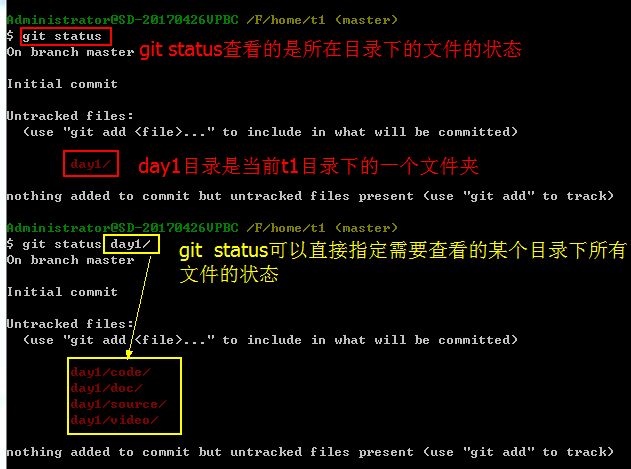 Administrator@SD-20170426VPBC /F/home/t1 (master)
$ git status
On branch master
git status查看的是所在目录下的文件的状态
Initial commit
Untracked files:
(use "git add <file>..." to include in what will be committed)
day1/
day1目录是当前t1目录下的一个文件夹
nothing added to commit but untracked files present (use "git add" to track)
Administrator@SD-20170426VPBC /F/home/t1 (master)
$ git status day1/
On branch master
git status可以直接指定需要查看的某个目录下所有
文件的状态
Initial commit
Untracked files:
(use "git add <file>..." to include in what will be committed)
day1/code/
day1/doc/
day1/source/
day1/video/
nothing added to commit but untracked files present (use "git add" to track)